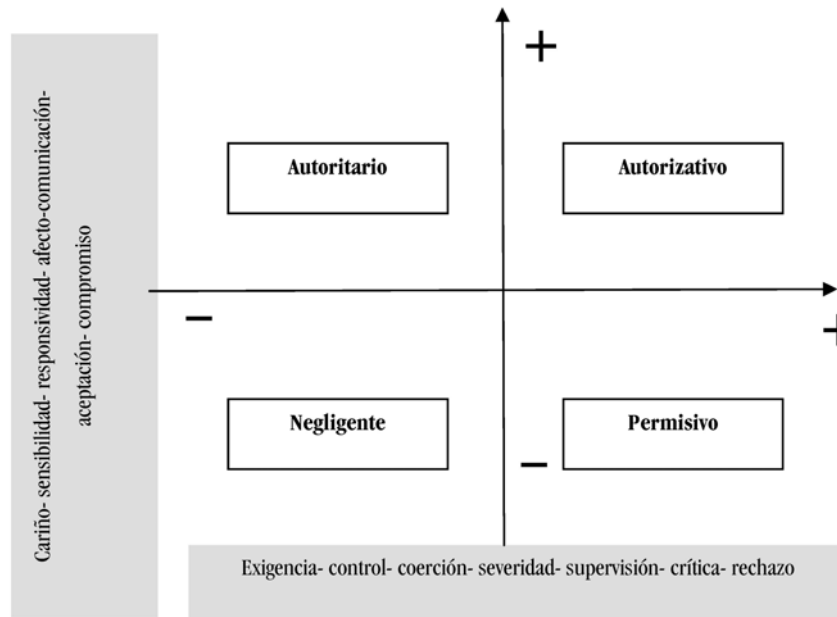 +
Autoritario
Autorizativo
Cariño- sensibilidad- responsividad- afecto-comunicación-
aceptación- compromiso
−
+
Negligente
Permisivo
−
Exigencia- control- coerción- severidad- supervisión- crítica- rechazo